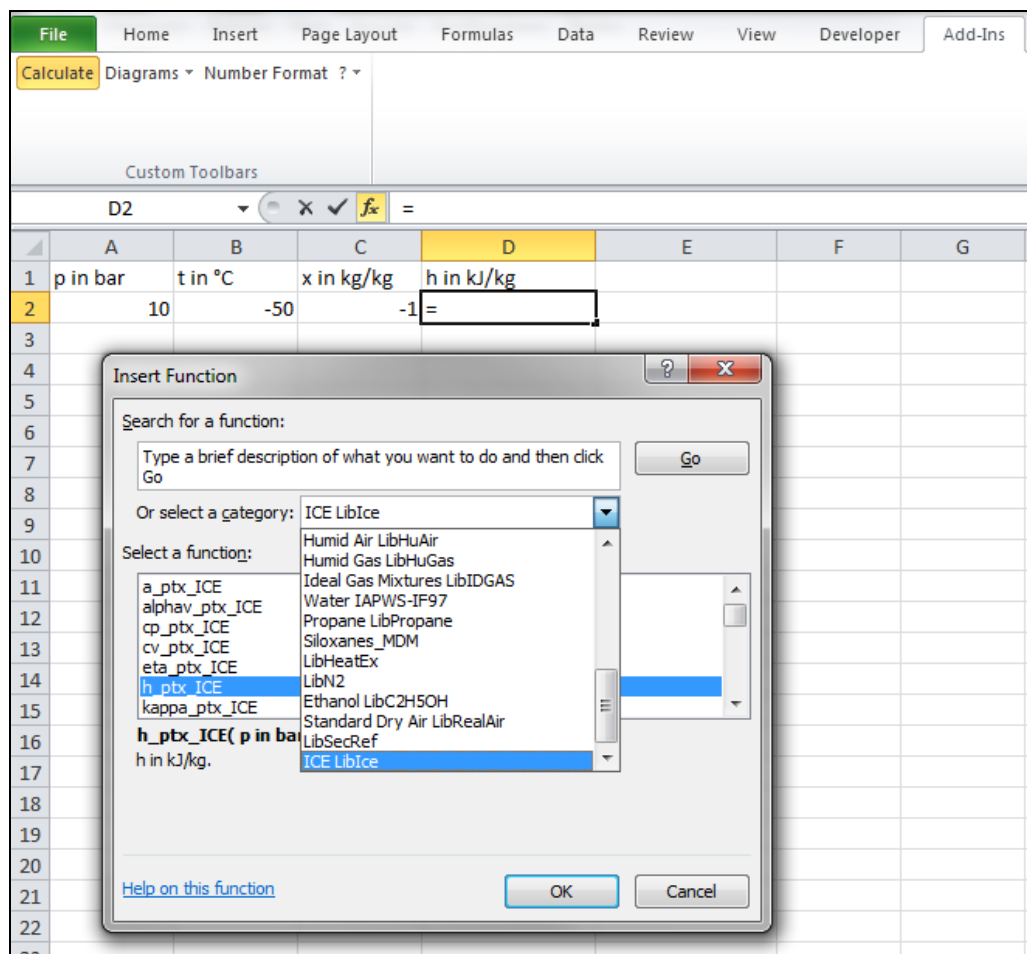 File Home Insert Page Layout Formulas Data Review View Developer Add-Ins
Calculate Diagrams Number Format ?
Custom Toolbars
D2 fx =
A B C D E F G
1 p in bar t in °C x in kg/kg h in kJ/kg
2 10 -50 -1 =
3
4
Insert Function ?
5
Search for a function:
6
7
Type a brief description of what you want to do and then click
Go
Go
8
Or select a category: ICE LibIce
9
Humid Air LibHuAir
10
Select a function:
Humid Gas LibHuGas
Ideal Gas Mixtures LibIDGAS
Water IAPWS-IF97
Propane LibPropane
Siloxanes_MDM
LibHeatEx
LibN2
Ethanol LibC2H5OH
Standard Dry Air LibRealAir
LibSecRef
ICE LibIce
11
a_ptx_ICE
12
alphav_ptx_ICE
cp_ptx_ICE
13
cv_ptx_ICE
eta_ptx_ICE
14
h_ptx_ICE
15
kappa_ptx_ICE
16
h_ptx_ICE( p in
17
h in kJ/kg.
18
19
20
21
Help on this function OK Cancel
22